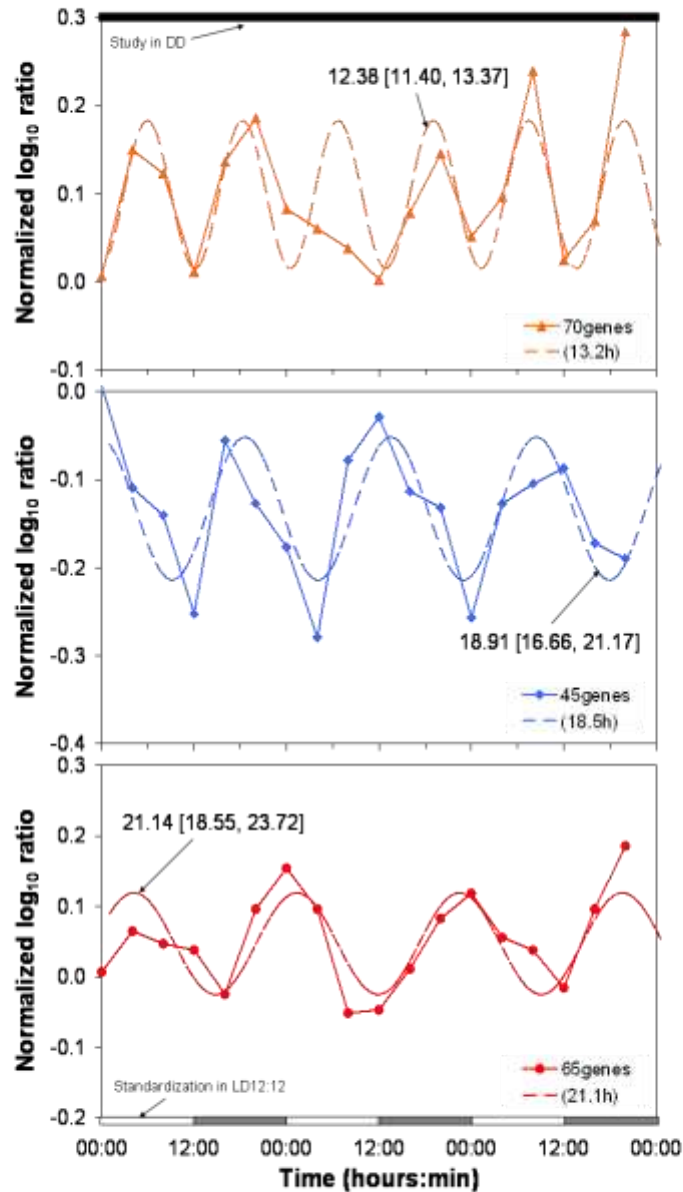 0.3
Study in DD
12.38 [11.40, 13.37]
0.2
0.1
0.0
-0.1
Normalized log10 ratio
70genes
(13.2h)
0.0
-0.1
-0.2
-0.3
-0.4
Normalized log10 ratio
18.91 [16.66, 21.17]
45genes
(18.5h)
0.3
0.2
0.1
0.0
-0.1
-0.2
Normalized log10 ratio
21.14 [18.55, 23.72]
65genes
(21.1h)
Standardization in LD12:12
00:00 12:00 00:00 12:00 00:00 12:00 00:00
Time (hours:min)